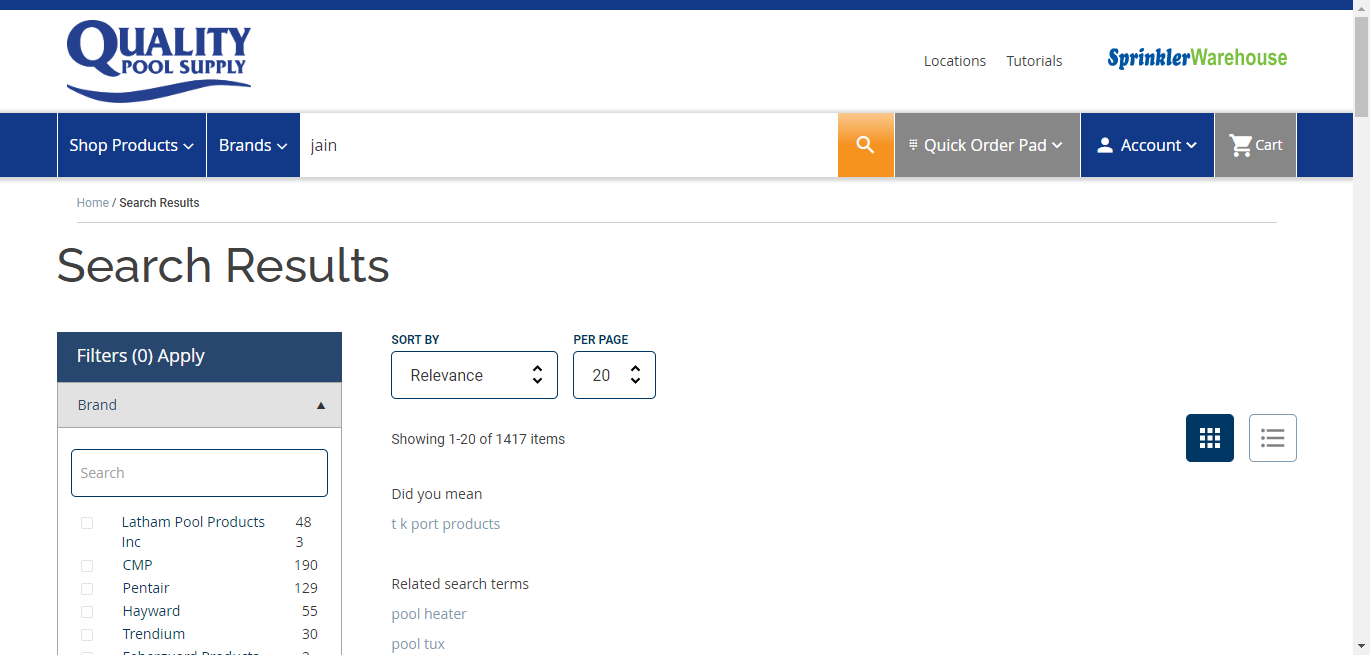 QUALITY
POOL SUPPLY
Locations
Tutorials
SprinklerWarehouse
Shop Products
Brands
jain
Quick Order Pad
Account
Cart
Home / Search Results
Search Results
Filters (0) Apply
Brand
Search
Latham Pool Products 48
Inc 3
CMP 190
Pentair 129
Hayward 55
Trendium 30
SORT BY
Relevance
PER PAGE
20
Showing 1-20 of 1417 items
Did you mean
t k port products
Related search terms
pool heater
pool tux